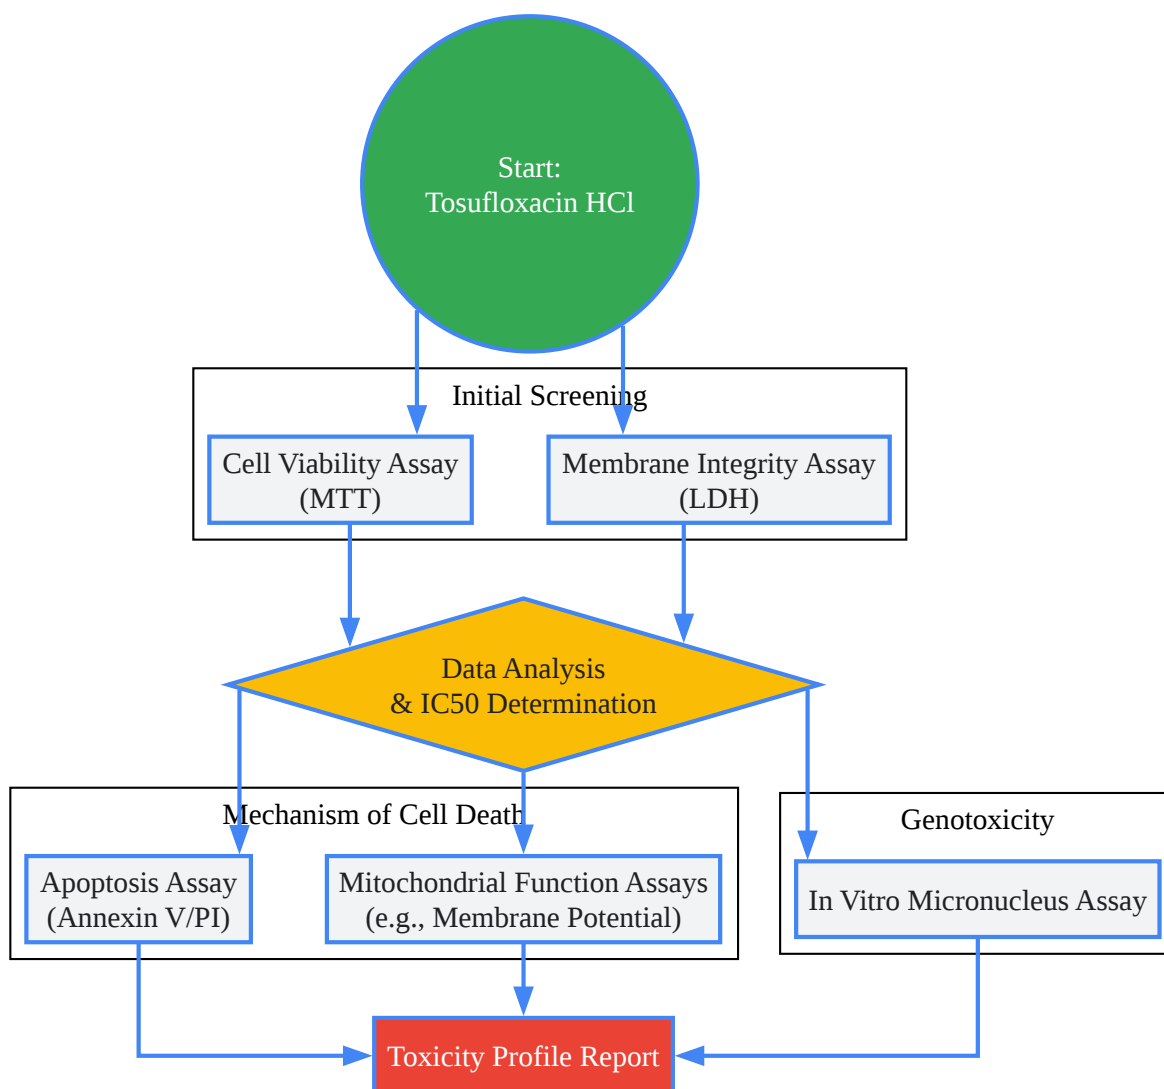 Start:
Tosufloxacin HCl
Initial Screening
Cell Viability Assay
(MTT)
Membrane Integrity Assay
(LDH)
Data Analysis
& IC50 Determination
Mechanism of Cell Death
Genotoxicity
Apoptosis Assay
(Annexin V/PI)
Mitochondrial Function Assays
(e.g., Membrane Potential)
In Vitro Micronucleus Assay
Toxicity Profile Report